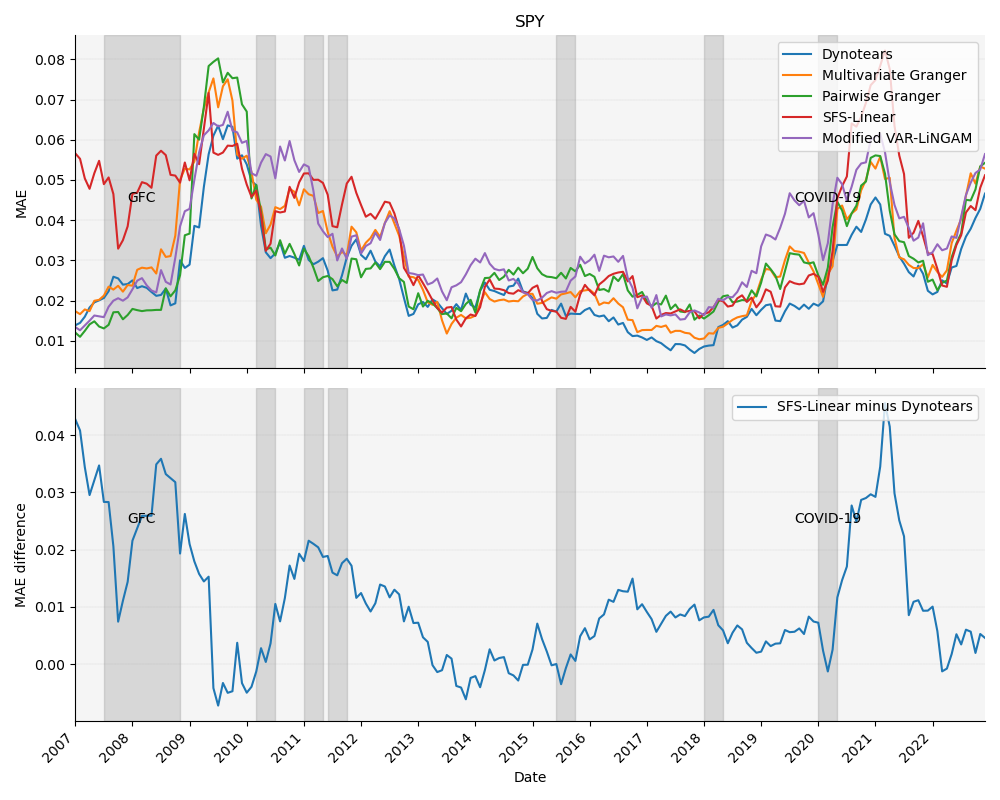 SPY
0.08
0.07
0.06
0.05
0.04
0.03
0.02
0.01
MAE
Dynotears
Multivariate Granger
Pairwise Granger
SFS-Linear
Modified VAR-LiNGAM
GFC
COVID-19
0.04
0.03
0.02
0.01
0.00
MAE difference
SFS-Linear minus Dynotears
GFC
COVID-19
2007
2008
2009
2010
2011
2012
2013
2014
2015
2016
2017
2018
2019
2020
2021
2022
Date